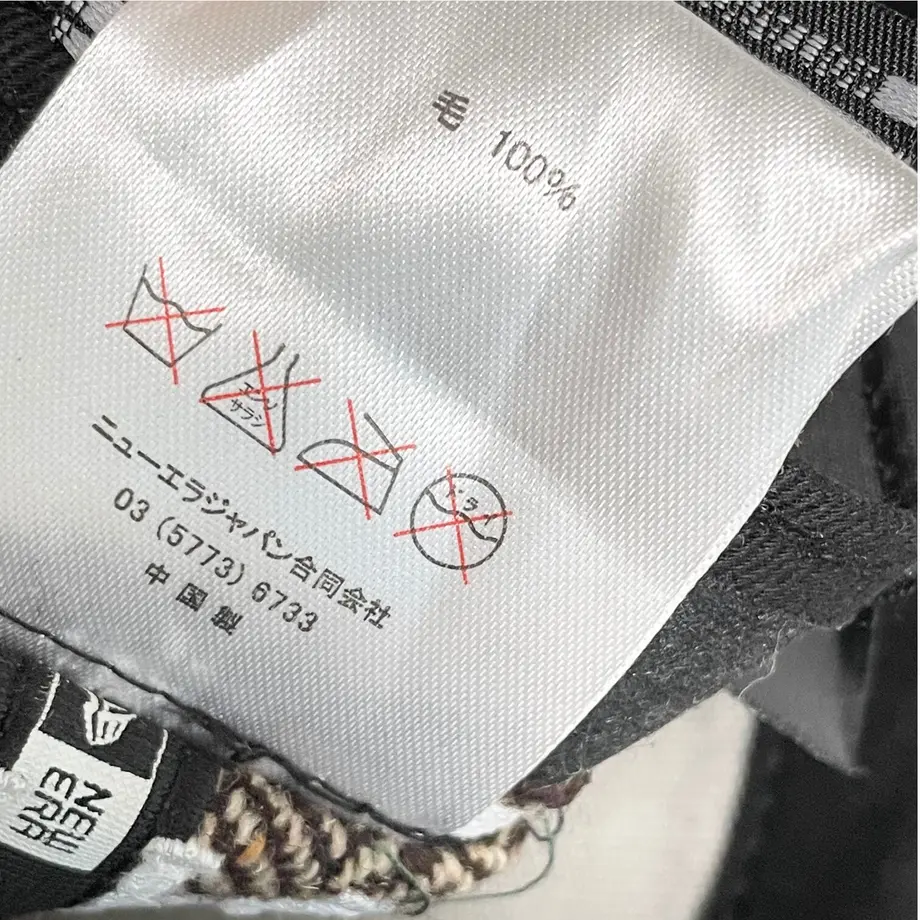 毛 100%
エンソ
サラシ
ドライ
ニューエラジャパン合同会社
03 (5773) 6733
中国製
NEW
ERA